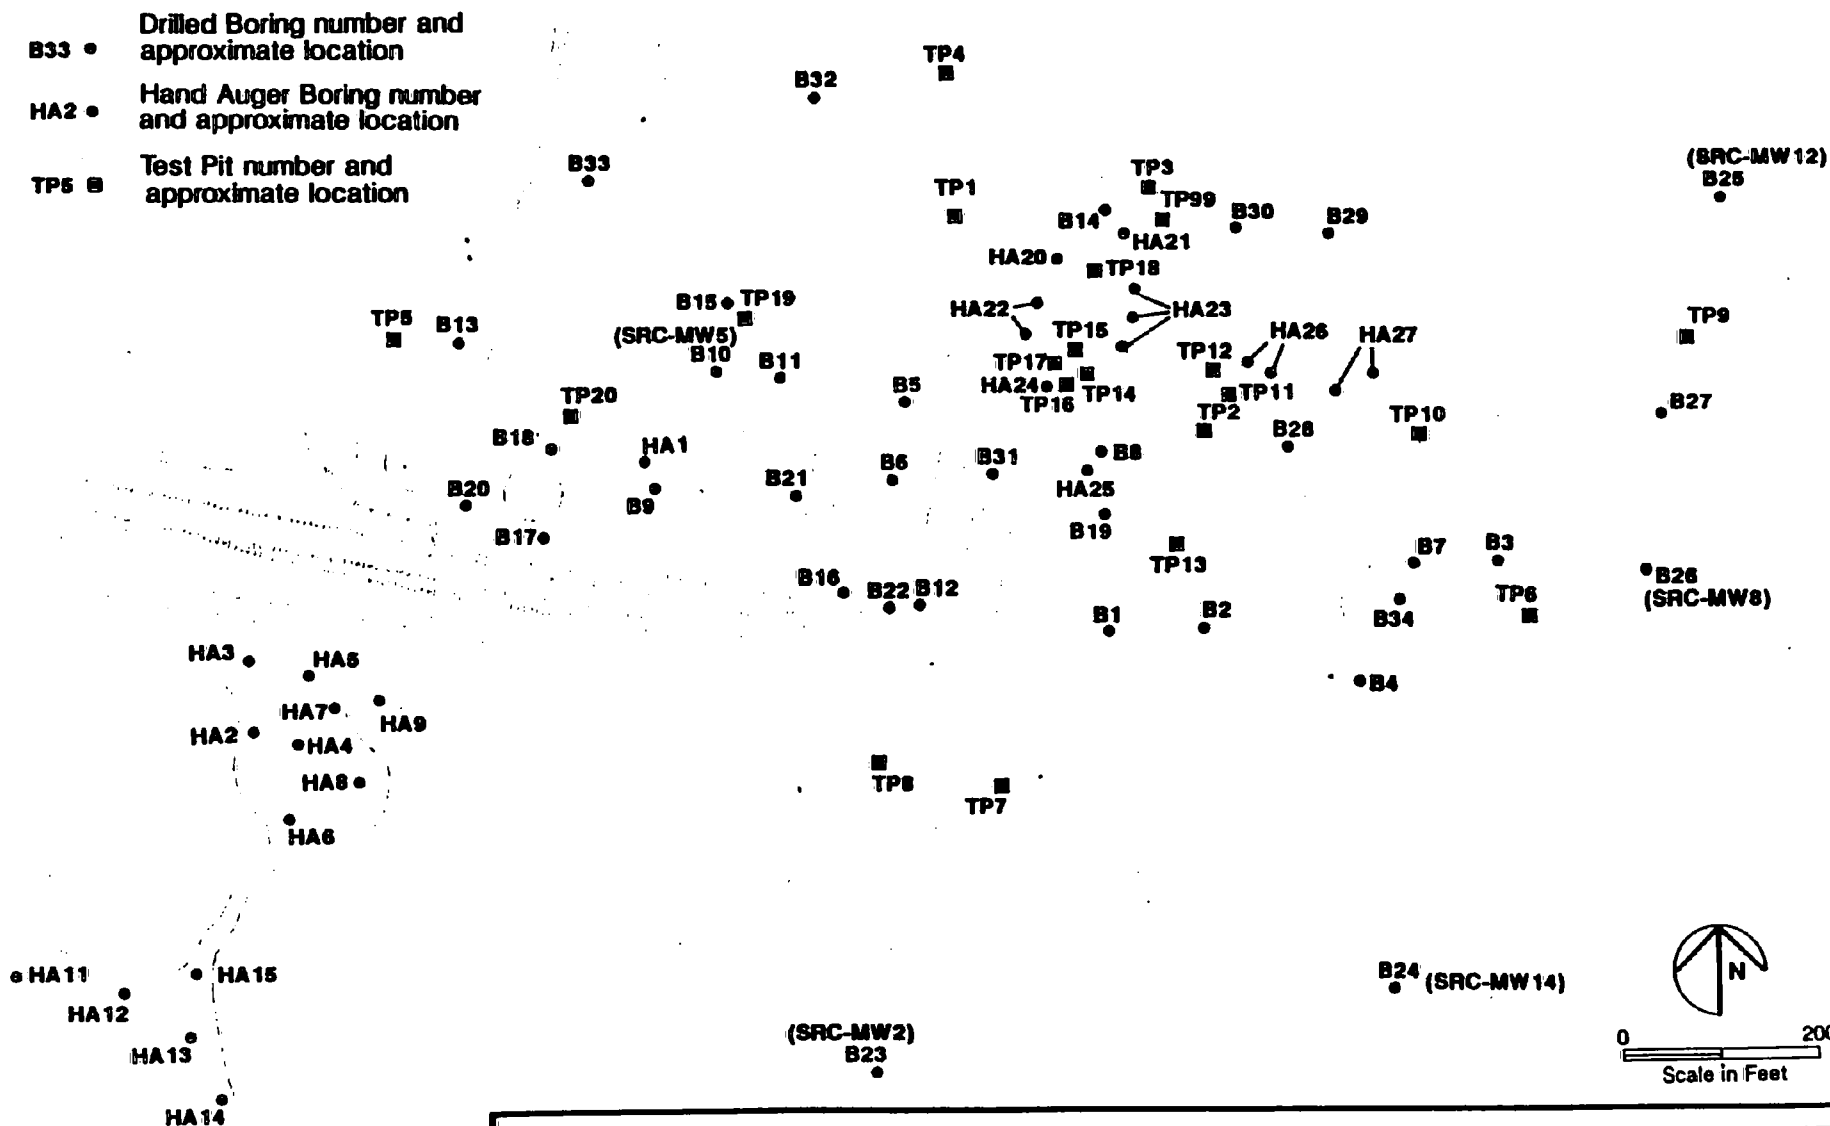 Drilled Boring number and
B33
approximate location
Hand Auger Boring number
HA2
and approximate location
Test Pit number and
TP5
approximate location
TP4
B32
B33
TP3
(SRC-MW12)
B25
TP1
TP99
B14
B30
B29
HA21
HA20
TP18
B15
TP19
HA22
HA23
TP5
B13
(SRC-MW5)
TP15
HA26
HA27
TP9
B10
B11
TP17
TP12
HA24
TP14
TP11
B5
TP16
TP20
TP2
TP10
B27
B18
HA1
B28
B6
B31
B8
B21
B20
B9
HA25
B19
B17
TP13
B7
B3
B16
B22
B12
B26
(SRC-MW8)
TP6
B1
B2
B34
HA3
HA5
B4
HA7
HA9
HA2
HA4
HA8
TP8
TP7
HA6
HA11
HA15
HA12
B24
(SRC-MW14)
N
HA13
(SRC-MW2)
B23
0
200
Scale in Feet
HA14